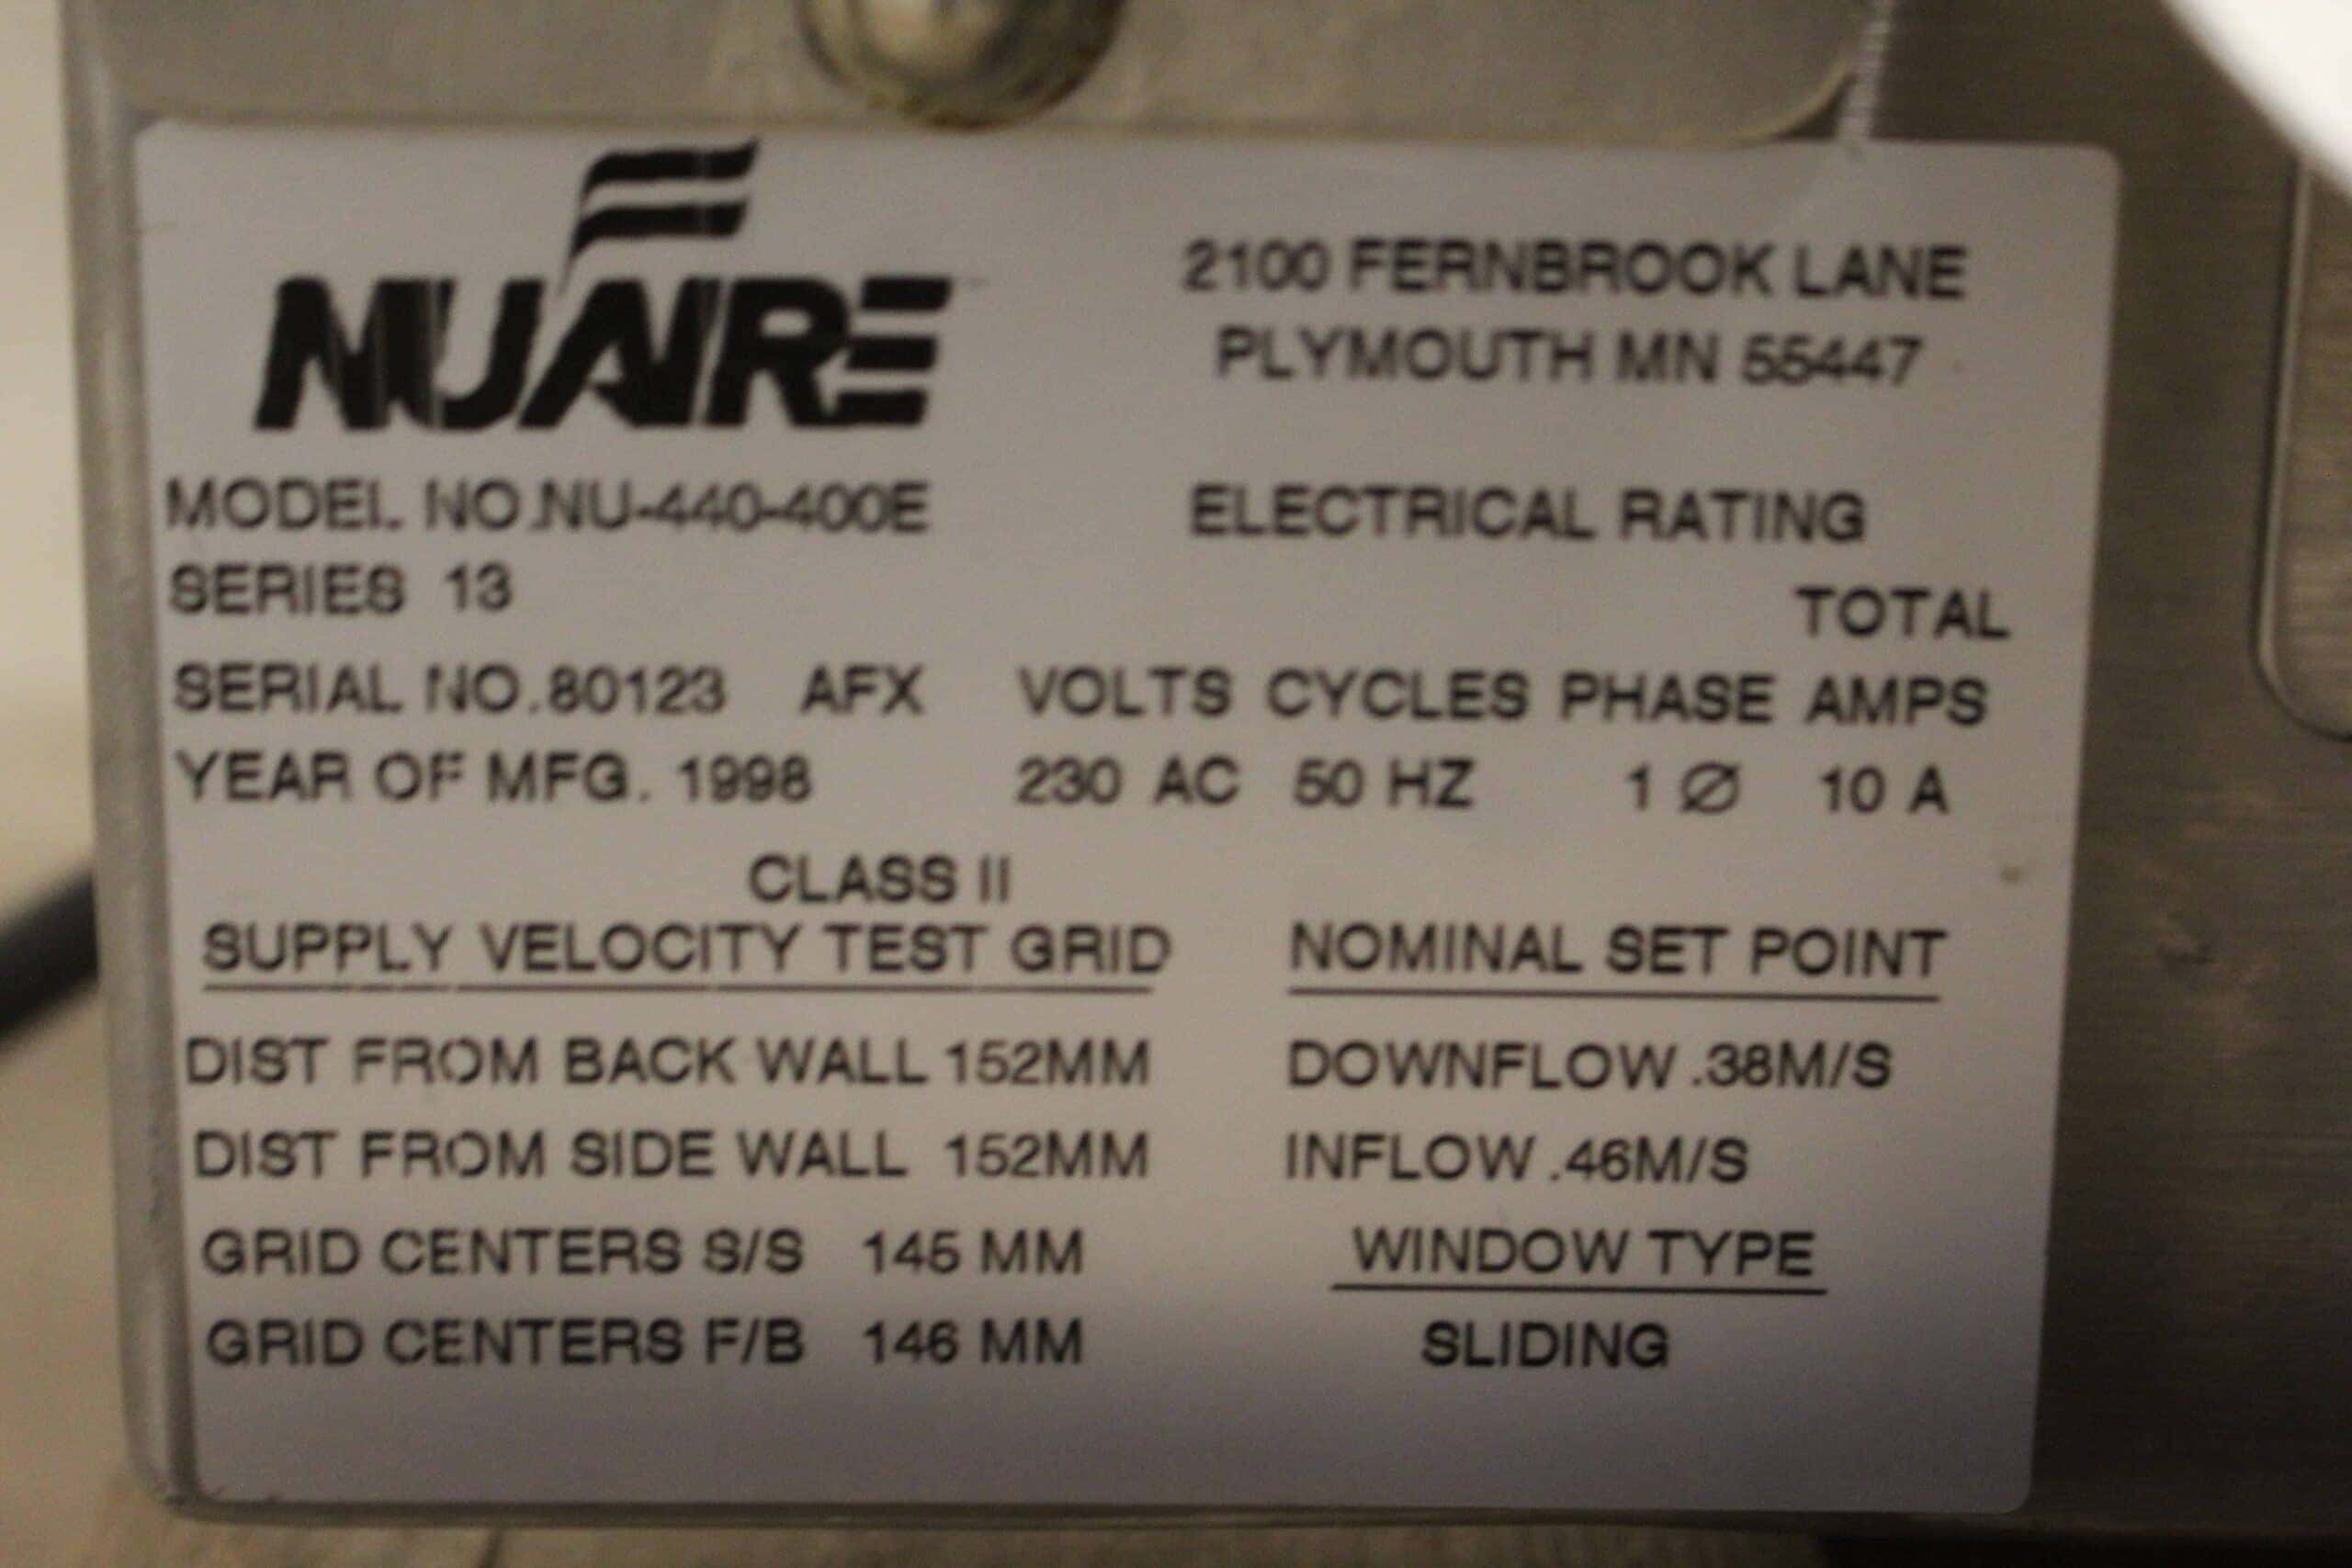 NUAIRE
2100 FERNBROOK LANE
PLYMOUTH MN 55447
MODEL NO.NU-440-400E
SERIES 13
SERIAL NO.80123 AFX
YEAR OF MFG. 1998
ELECTRICAL RATING
TOTAL
VOLTS CYCLES PHASE AMPS
230 AC 50 HZ 1 Ø 10 A
CLASS II
SUPPLY VELOCITY TEST GRID
DIST FROM BACK WALL 152MM
DIST FROM SIDE WALL 152MM
GRID CENTERS S/S 145 MM
GRID CENTERS F/B 146 MM
NOMINAL SET POINT
DOWNFLOW .38M/S
INFLOW .46M/S
WINDOW TYPE
SLIDING